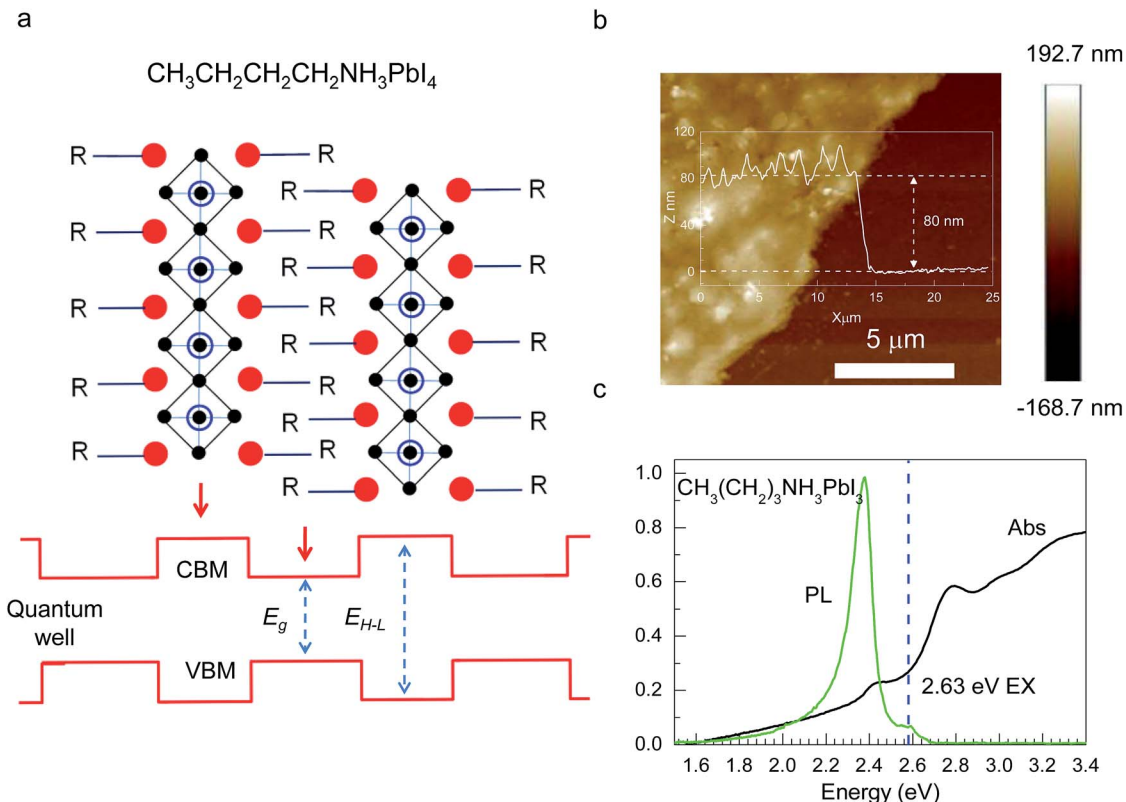 a
CH3CH2CH2CH2NH3PbI4
R R
R R
R R
R R
R R
R R
R R
R R
R R
R R
CBM
Quantum
well
Eg
EH-L
VBM
b
192.7 nm
-168.7 nm
120
80
40
0
Z nm
80 nm
0 5 10 15 20 25
Xμm
5 μm
c
CH3(CH2)3NH3PbI3
Abs
PL
2.63 eV EX
1.0
0.8
0.6
0.4
0.2
0.0
1.6 1.8 2.0 2.2 2.4 2.6 2.8 3.0 3.2 3.4
Energy (eV)